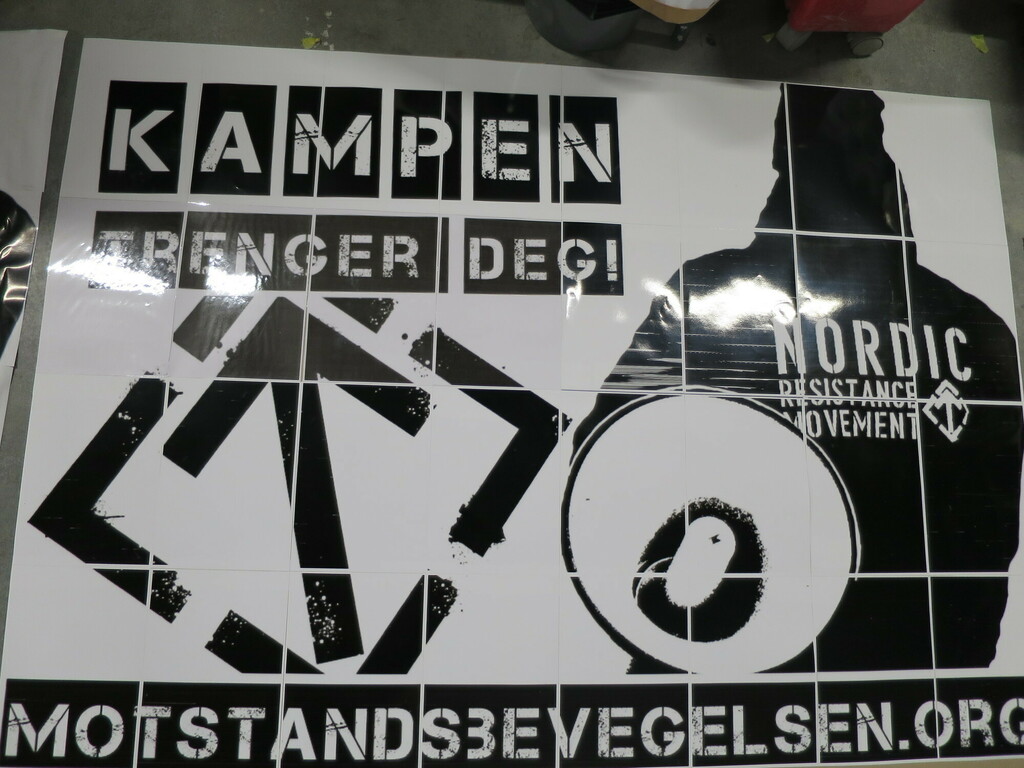 KAMPEN
TRENGER DEG!
NORDIC
RESISTANCE
MOVEMENT
MOTSTANDSBEVEGELSEN.ORG